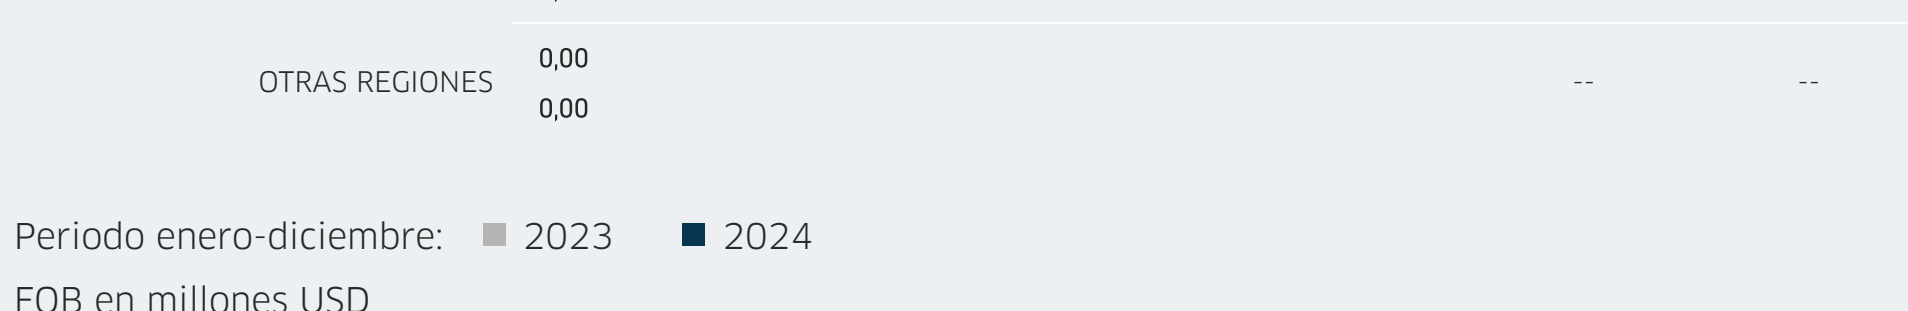 0,00
OTRAS REGIONES -- --
0,00
Periodo enero-diciembre: 2023 2024
FOB en millones USD